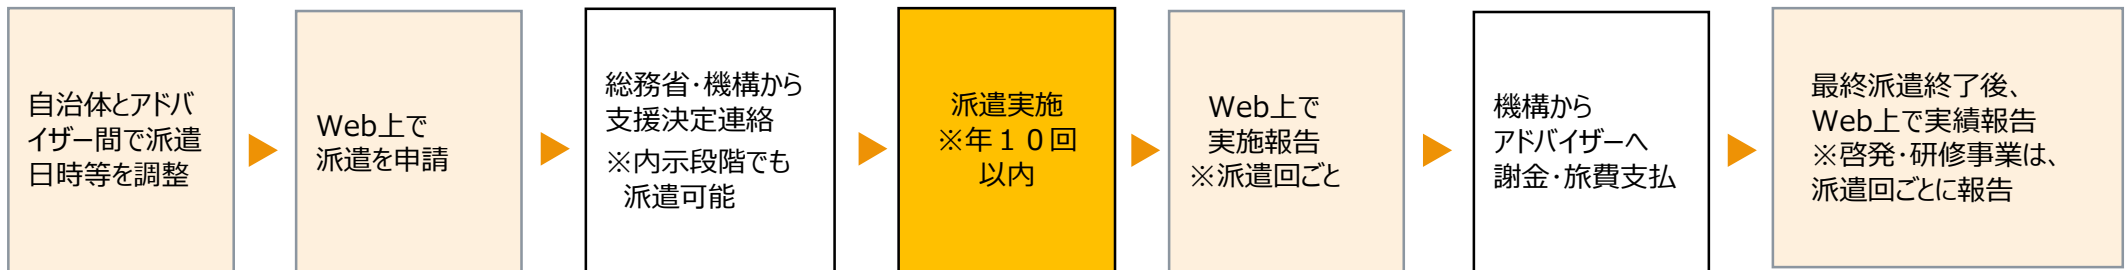 自治体とアドバ
イザー間で派遣
日時等を調整
Web上で
派遣を申請
総務省・機構から
支援決定連絡
※内示段階でも
派遣可能
派遣実施
※年１０回
以内
Web上で
実施報告
※派遣回ごと
機構から
アドバイザーへ
謝金・旅費支払
最終派遣終了後、
Web上で実績報告
※啓発・研修事業は、
派遣回ごとに報告